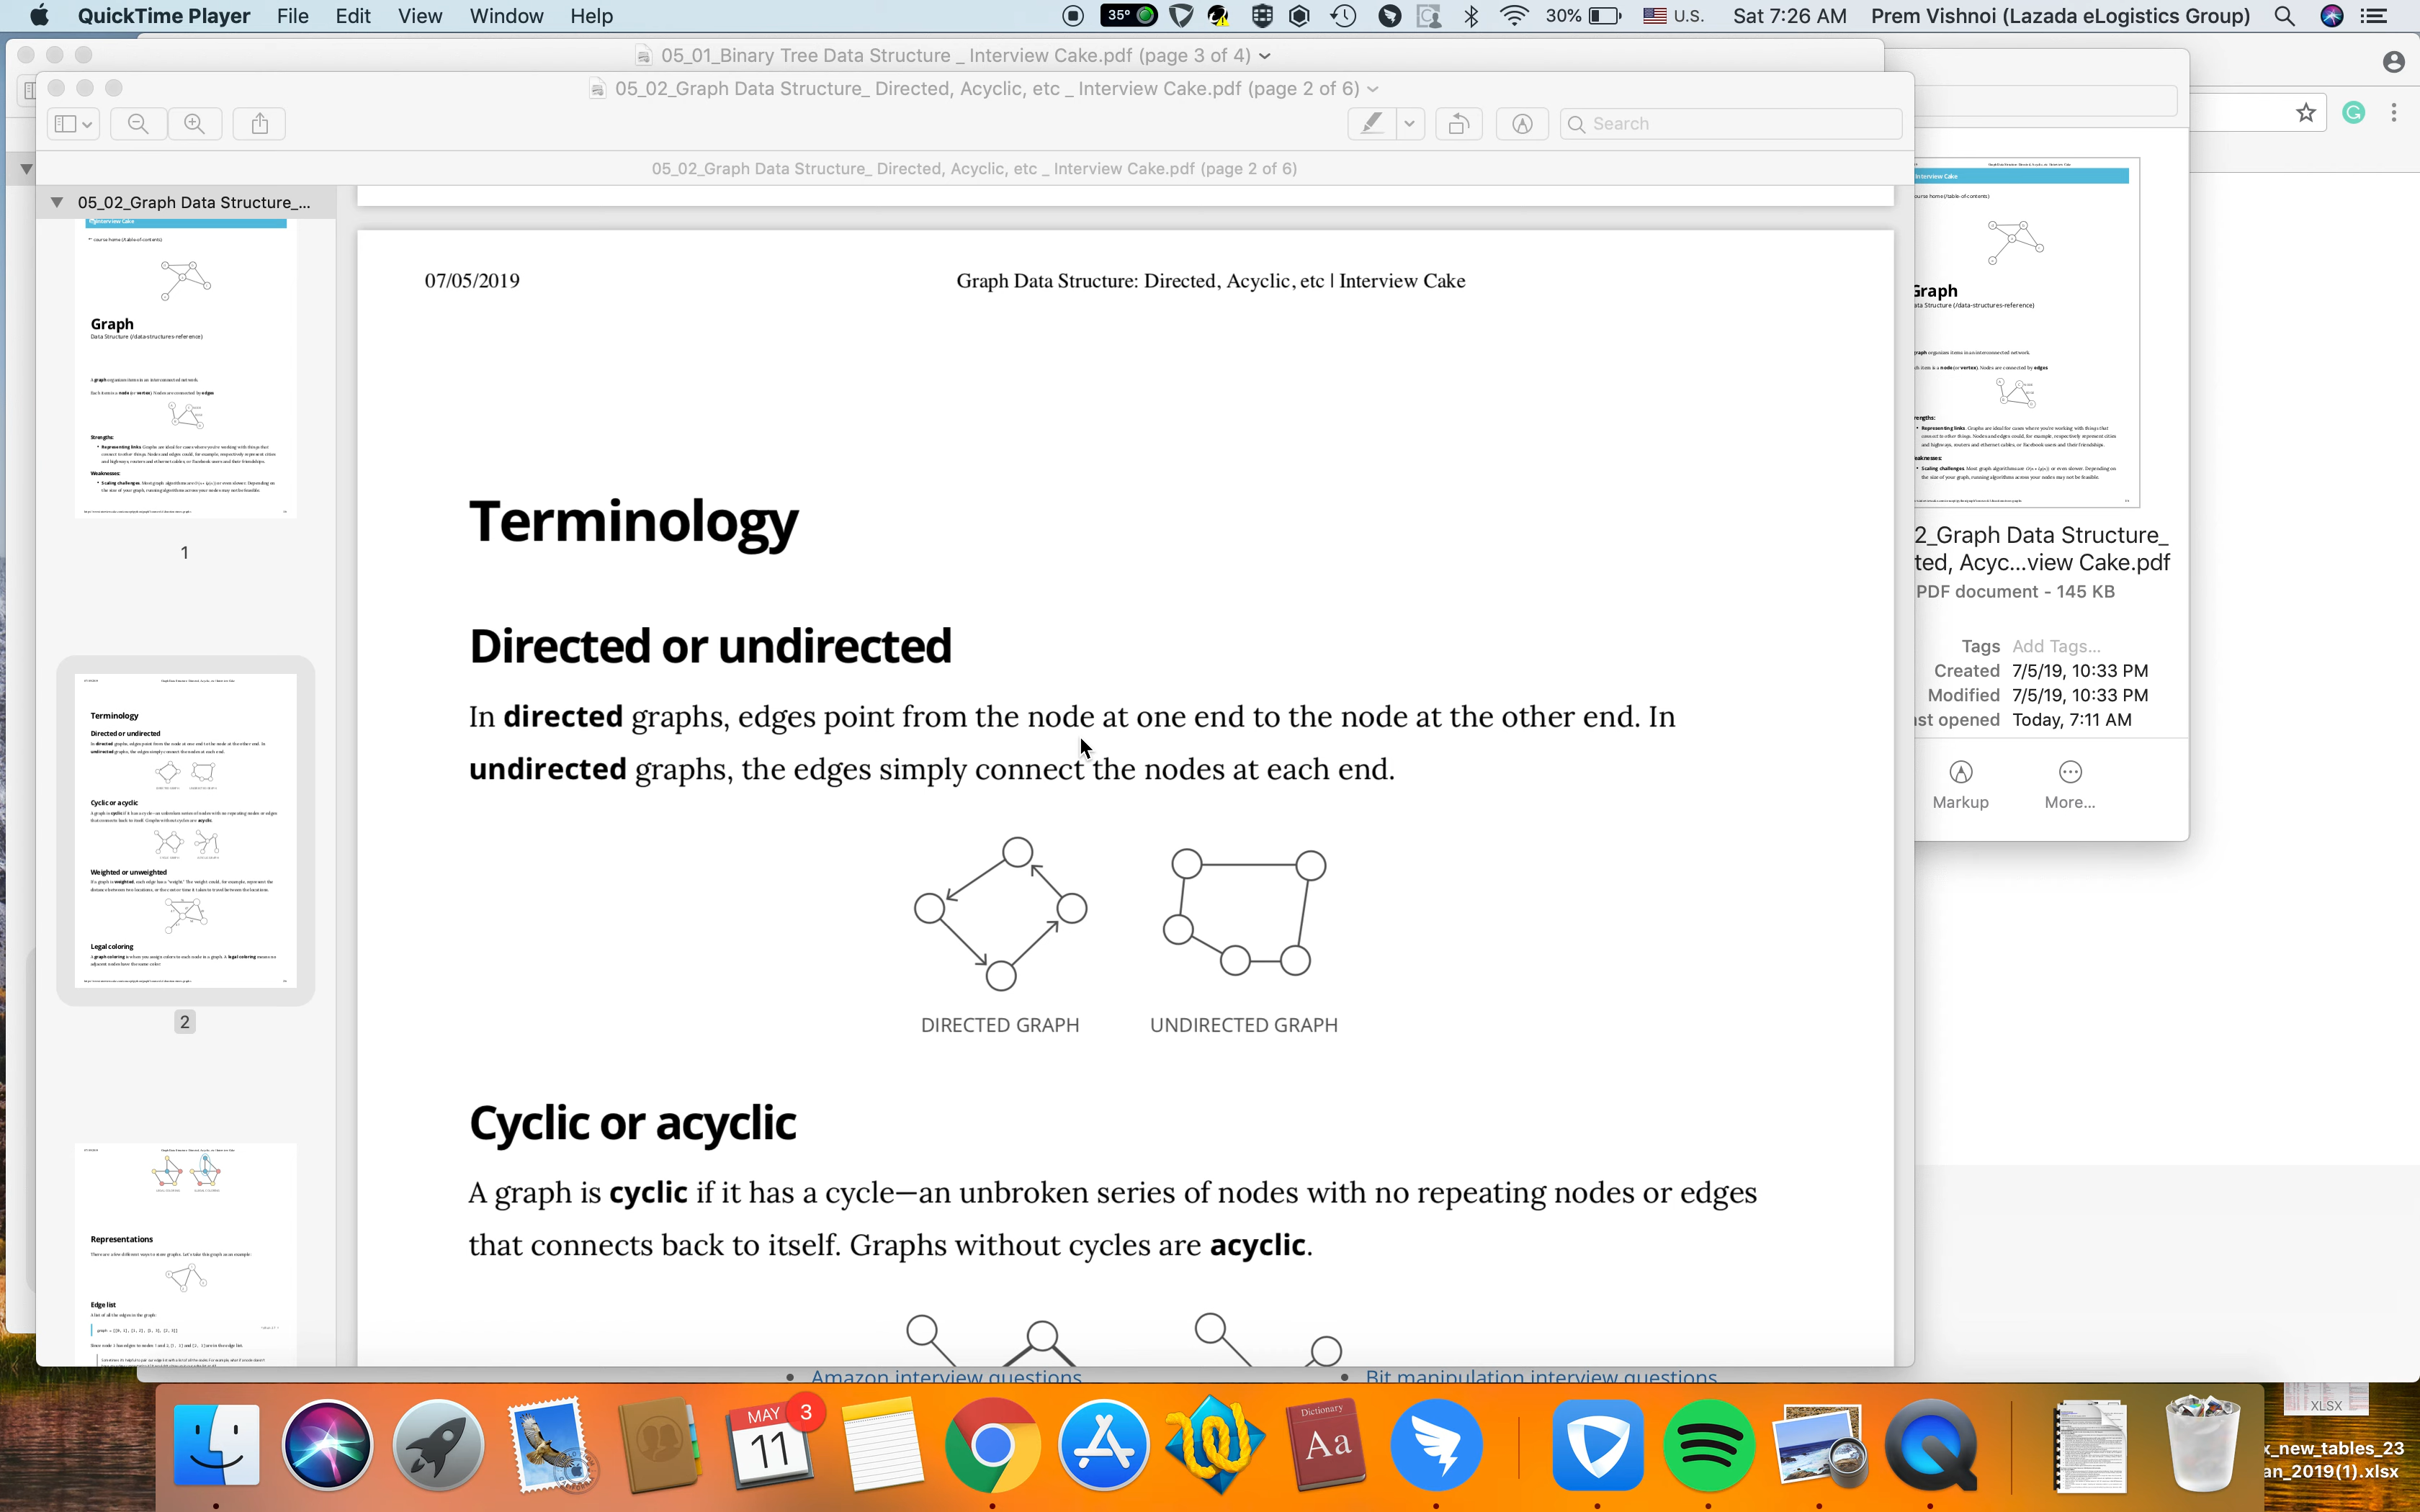 QuickTime Player File Edit View Window Help 35° 30% U.S. Sat 7:26 AM Prem Vishnoi (Lazada eLogistics Group)
05_01_Binary Tree Data Structure _ Interview Cake.pdf (page 3 of 4)
05_02_Graph Data Structure_ Directed, Acyclic, etc _ Interview Cake.pdf (page 2 of 6)
Search
05_02_Graph Data Structure_ Directed, Acyclic, etc _ Interview Cake.pdf (page 2 of 6)
05_02_Graph Data Structure_...
Graph
Data Structure (/data-structures-reference)
Strengths:
Weaknesses:
1
Terminology
Directed or undirected
Cyclic or acyclic
Weighted or unweighted
Legal coloring
2
Representations
Edge list
07/05/2019 Graph Data Structure: Directed, Acyclic, etc | Interview Cake
Terminology
Directed or undirected
In directed graphs, edges point from the node at one end to the node at the other end. In
undirected graphs, the edges simply connect the nodes at each end.
DIRECTED GRAPH UNDIRECTED GRAPH
Cyclic or acyclic
A graph is cyclic if it has a cycle—an unbroken series of nodes with no repeating nodes or edges
that connects back to itself. Graphs without cycles are acyclic.
Interview Cake
Graph
2_Graph Data Structure_
ted, Acyc...view Cake.pdf
PDF document - 145 KB
Tags Add Tags...
Created 7/5/19, 10:33 PM
Modified 7/5/19, 10:33 PM
st opened Today, 7:11 AM
Markup More...
• Amazon interview questions • Bit manipulation interview questions
MAY 3
11
Dictionary
Aa
XLSX
x_new_tables_23
an_2019(1).xlsx